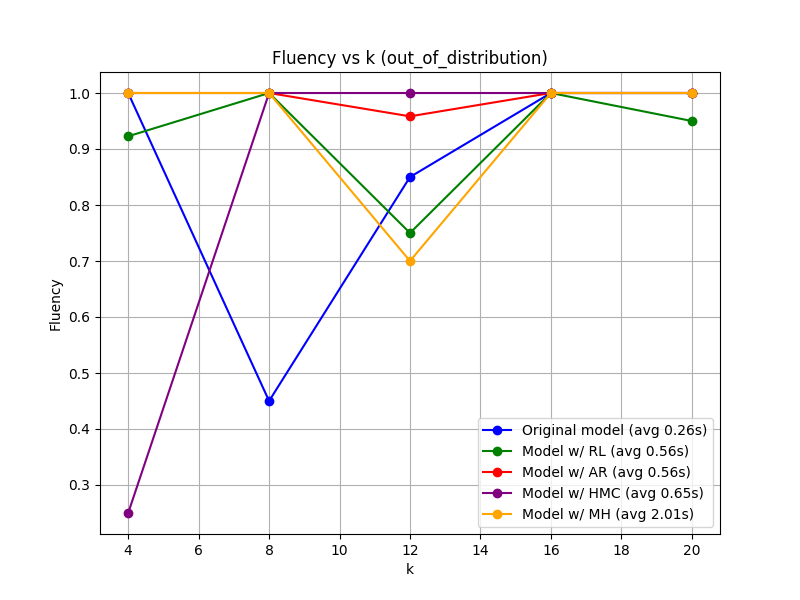 Fluency vs k (out_of_distribution)
Fluency
1.0
0.9
0.8
0.7
0.6
0.5
0.4
0.3
4 6 8 10 12 14 16 18 20
k
Original model (avg 0.26s)
Model w/ RL (avg 0.56s)
Model w/ AR (avg 0.56s)
Model w/ HMC (avg 0.65s)
Model w/ MH (avg 2.01s)